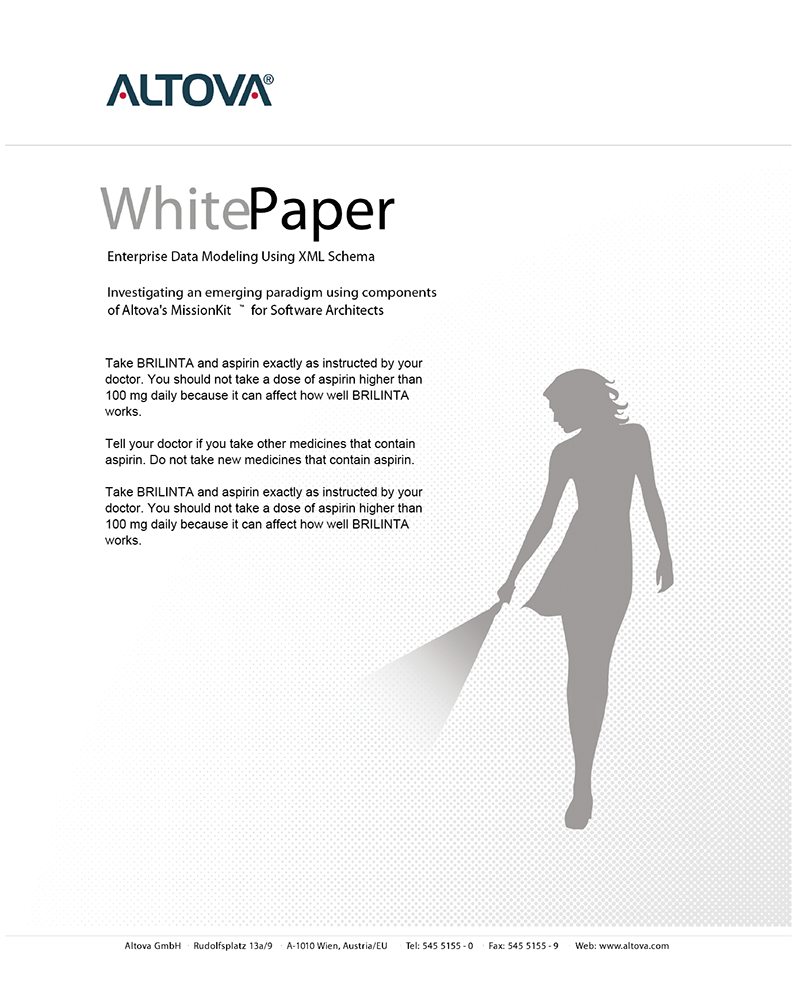 ALTOVA®
WhitePaper
Enterprise Data Modeling Using XML Schema
Investigating an emerging paradigm using components
of Altova's MissionKit ™ for Software Architects
Take BRILINTA and aspirin exactly as instructed by your
doctor. You should not take a dose of aspirin higher than
100 mg daily because it can affect how well BRILINTA
works.
Tell your doctor if you take other medicines that contain
aspirin. Do not take new medicines that contain aspirin.
Take BRILINTA and aspirin exactly as instructed by your
doctor. You should not take a dose of aspirin higher than
100 mg daily because it can affect how well BRILINTA
works.
Altova GmbH · Rudolfsplatz 13a/9 · A-1010 Wien, Austria/EU · Tel: 545 5155 - 0 · Fax: 545 5155 - 9 · Web: www.altova.com